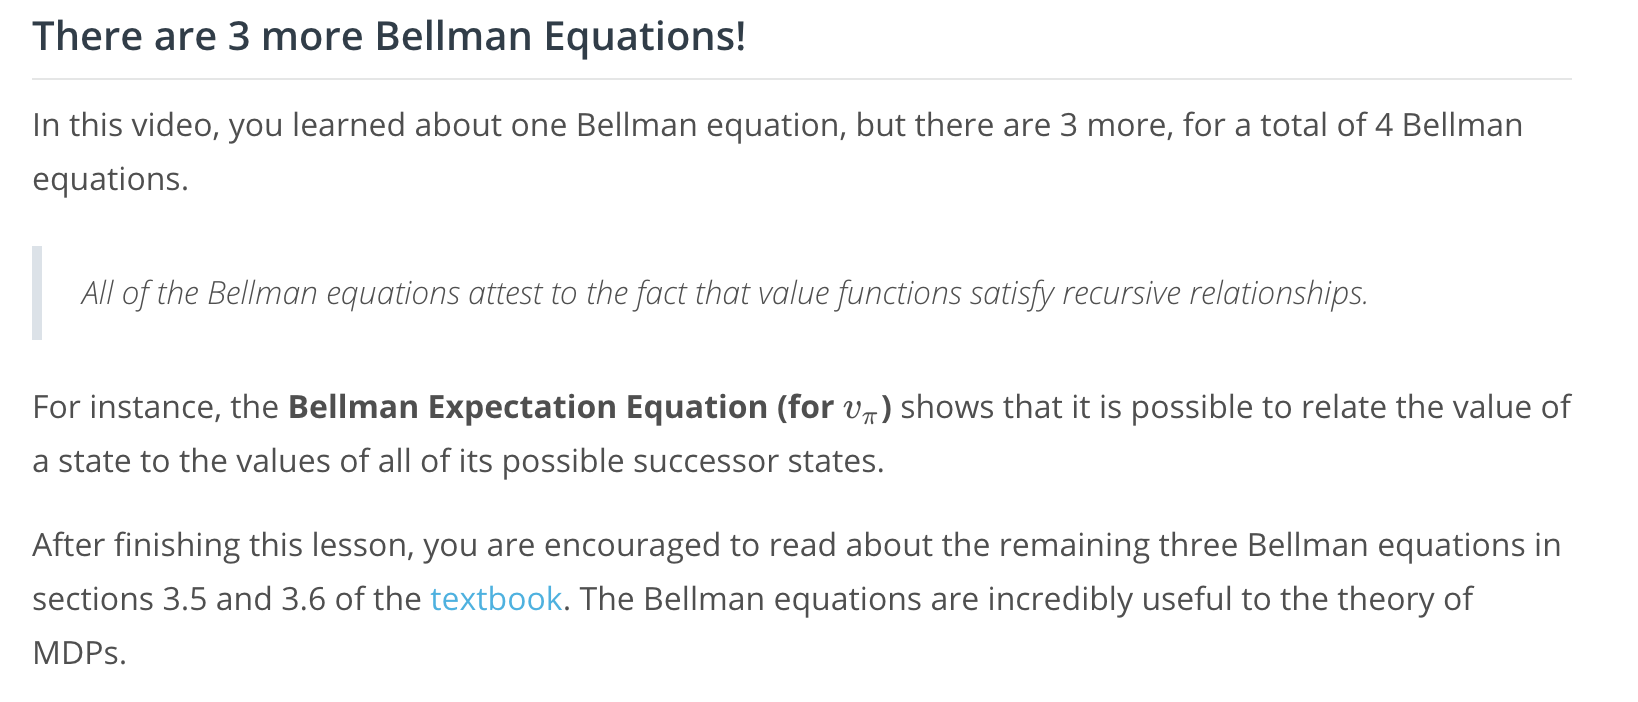 There are 3 more Bellman Equations!
In this video, you learned about one Bellman equation, but there are 3 more, for a total of 4 Bellman
equations.
All of the Bellman equations attest to the fact that value functions satisfy recursive relationships.
For instance, the Bellman Expectation Equation (for v_π) shows that it is possible to relate the value of
a state to the values of all of its possible successor states.
After finishing this lesson, you are encouraged to read about the remaining three Bellman equations in
sections 3.5 and 3.6 of the textbook. The Bellman equations are incredibly useful to the theory of
MDPs.